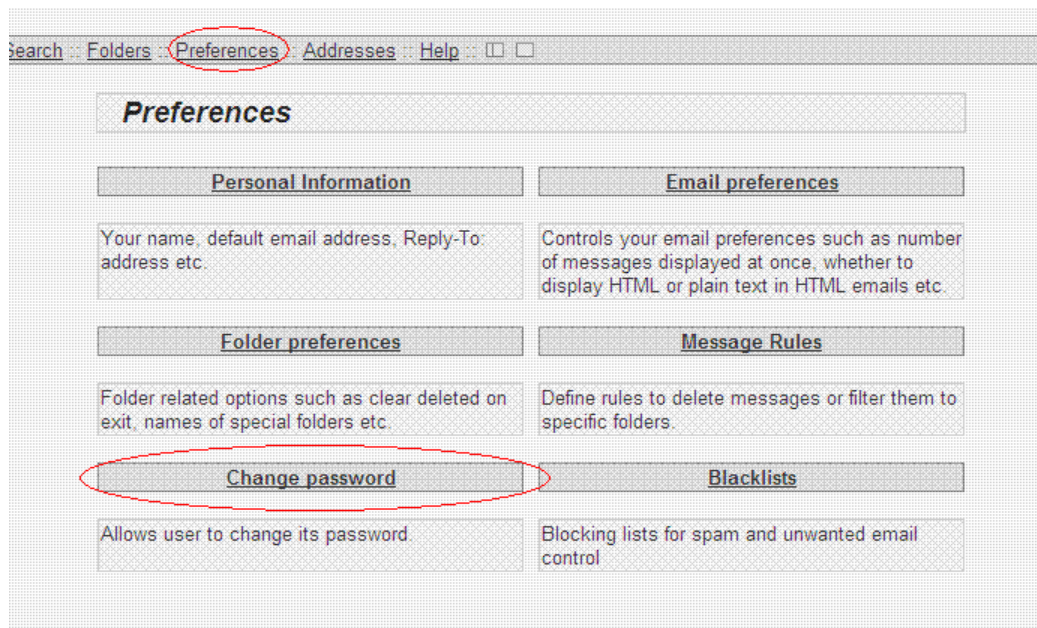 Search :: Folders :: Preferences :: Addresses :: Help ::
Preferences
Personal Information
Email preferences
Your name, default email address, Reply-To:
address etc.
Controls your email preferences such as number
of messages displayed at once, whether to
display HTML or plain text in HTML emails etc.
Folder preferences
Message Rules
Folder related options such as clear deleted on
exit, names of special folders etc.
Define rules to delete messages or filter them to
specific folders.
Change password
Blacklists
Allows user to change its password.
Blocking lists for spam and unwanted email
control